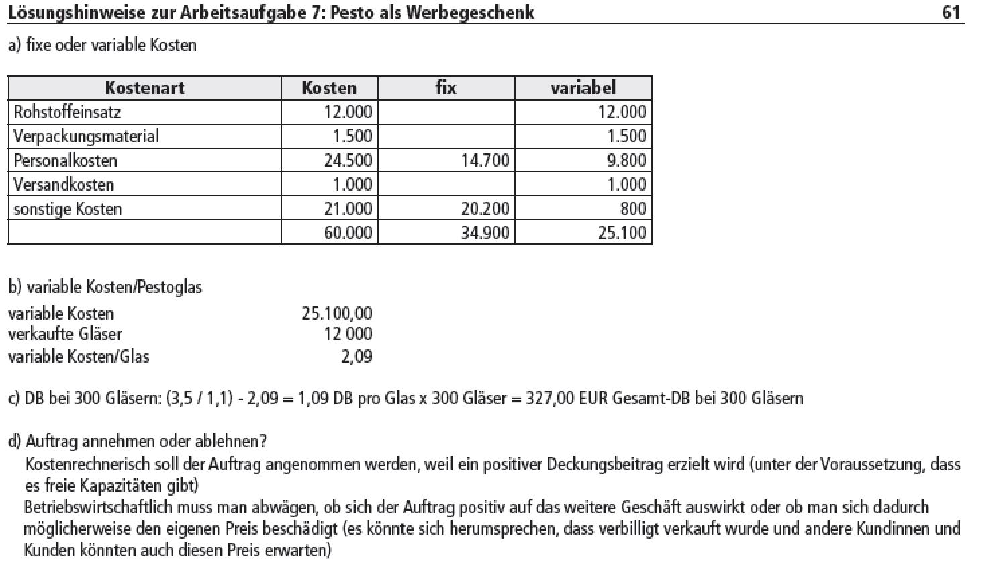 Lösungshinweise zur Arbeitsaufgabe 7: Pesto als Werbegeschenk 61
a) fixe oder variable Kosten
Kostenart Kosten fix variabel
Rohstoffeinsatz 12.000 12.000
Verpackungsmaterial 1.500 1.500
Personalkosten 24.500 14.700 9.800
Versandkosten 1.000 1.000
sonstige Kosten 21.000 20.200 800
60.000 34.900 25.100
b) variable Kosten/Pestoglas
variable Kosten 25.100,00
verkaufte Gläser 12 000
variable Kosten/Glas 2,09
c) DB bei 300 Gläsern: (3,5 / 1,1) - 2,09 = 1,09 DB pro Glas x 300 Gläser = 327,00 EUR Gesamt-DB bei 300 Gläsern
d) Auftrag annehmen oder ablehnen?
Kostenrechnerisch soll der Auftrag angenommen werden, weil ein positiver Deckungsbeitrag erzielt wird (unter der Voraussetzung, dass
es freie Kapazitäten gibt)
Betriebswirtschaftlich muss man abwägen, ob sich der Auftrag positiv auf das weitere Geschäft auswirkt oder ob man sich dadurch
möglicherweise den eigenen Preis beschädigt (es könnte sich herumsprechen, dass verbilligt verkauft wurde und andere Kundinnen und
Kunden könnten auch diesen Preis erwarten)